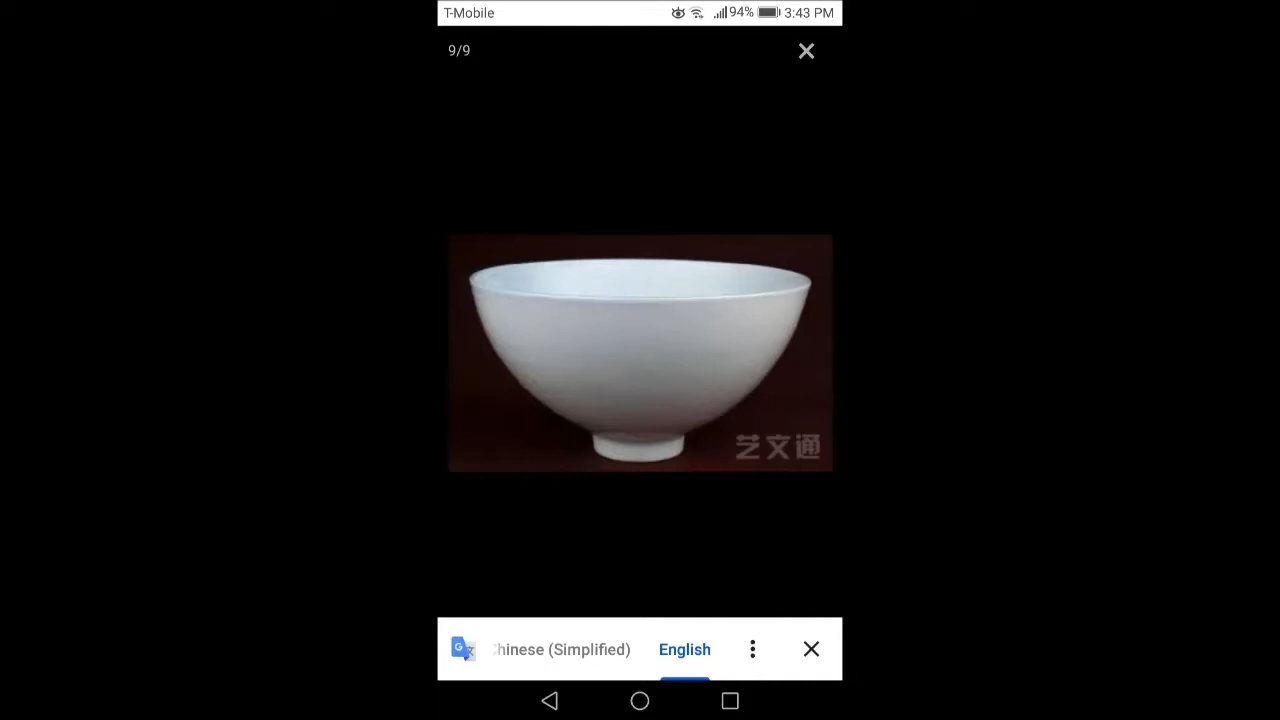 T-Mobile 94% 3:43 PM
9/9
艺文通
hinese (Simplified) English